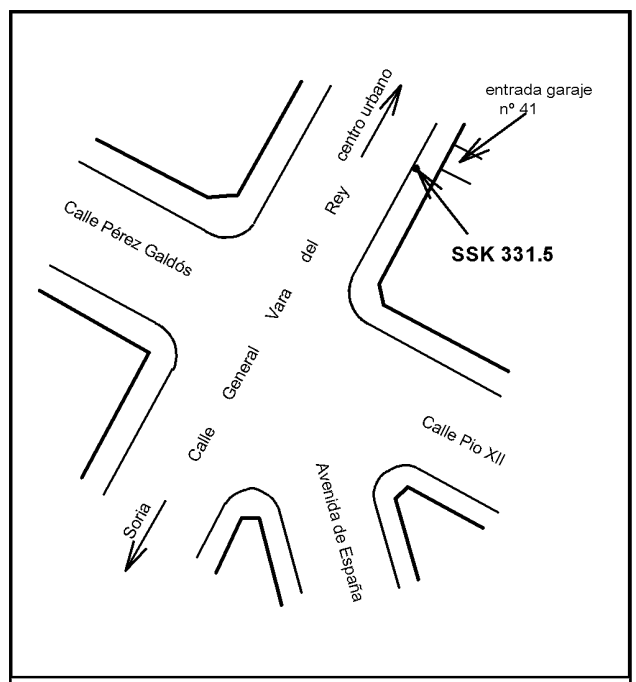 centro urbano
entrada garaje
nº 41
SSK 331.5
Calle Pérez Galdós
Calle General Vara del Rey
Calle Pio XII
Avenida de España
Soria